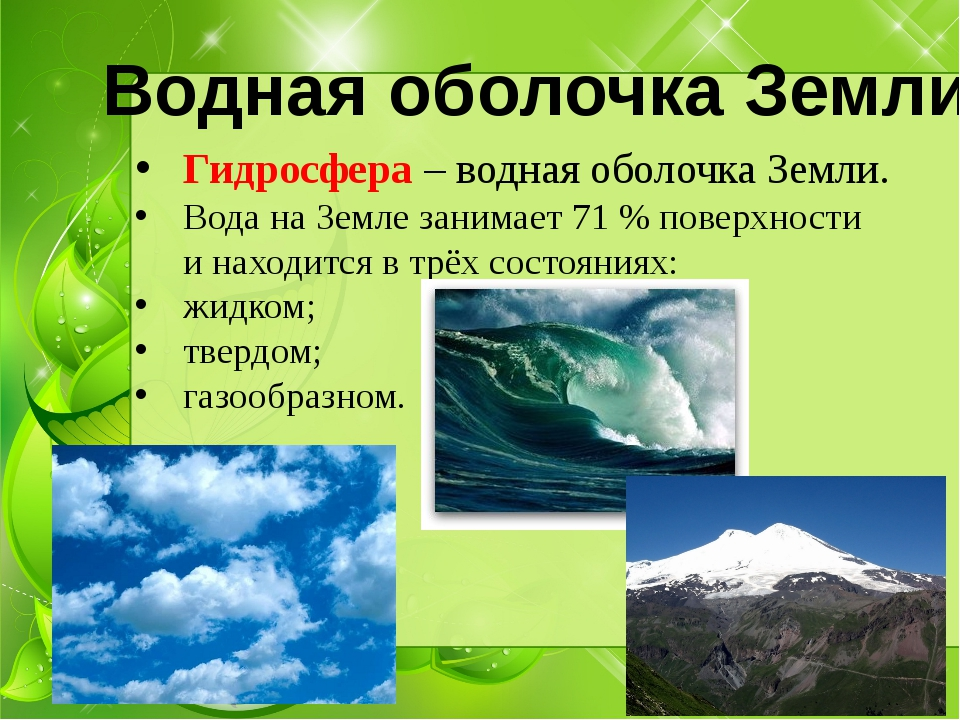 Водная оболочка Земли
• Гидросфера – водная оболочка Земли.
• Вода на Земле занимает 71 % поверхности
и находится в трёх состояниях:
• жидком;
• твердом;
• газообразном.